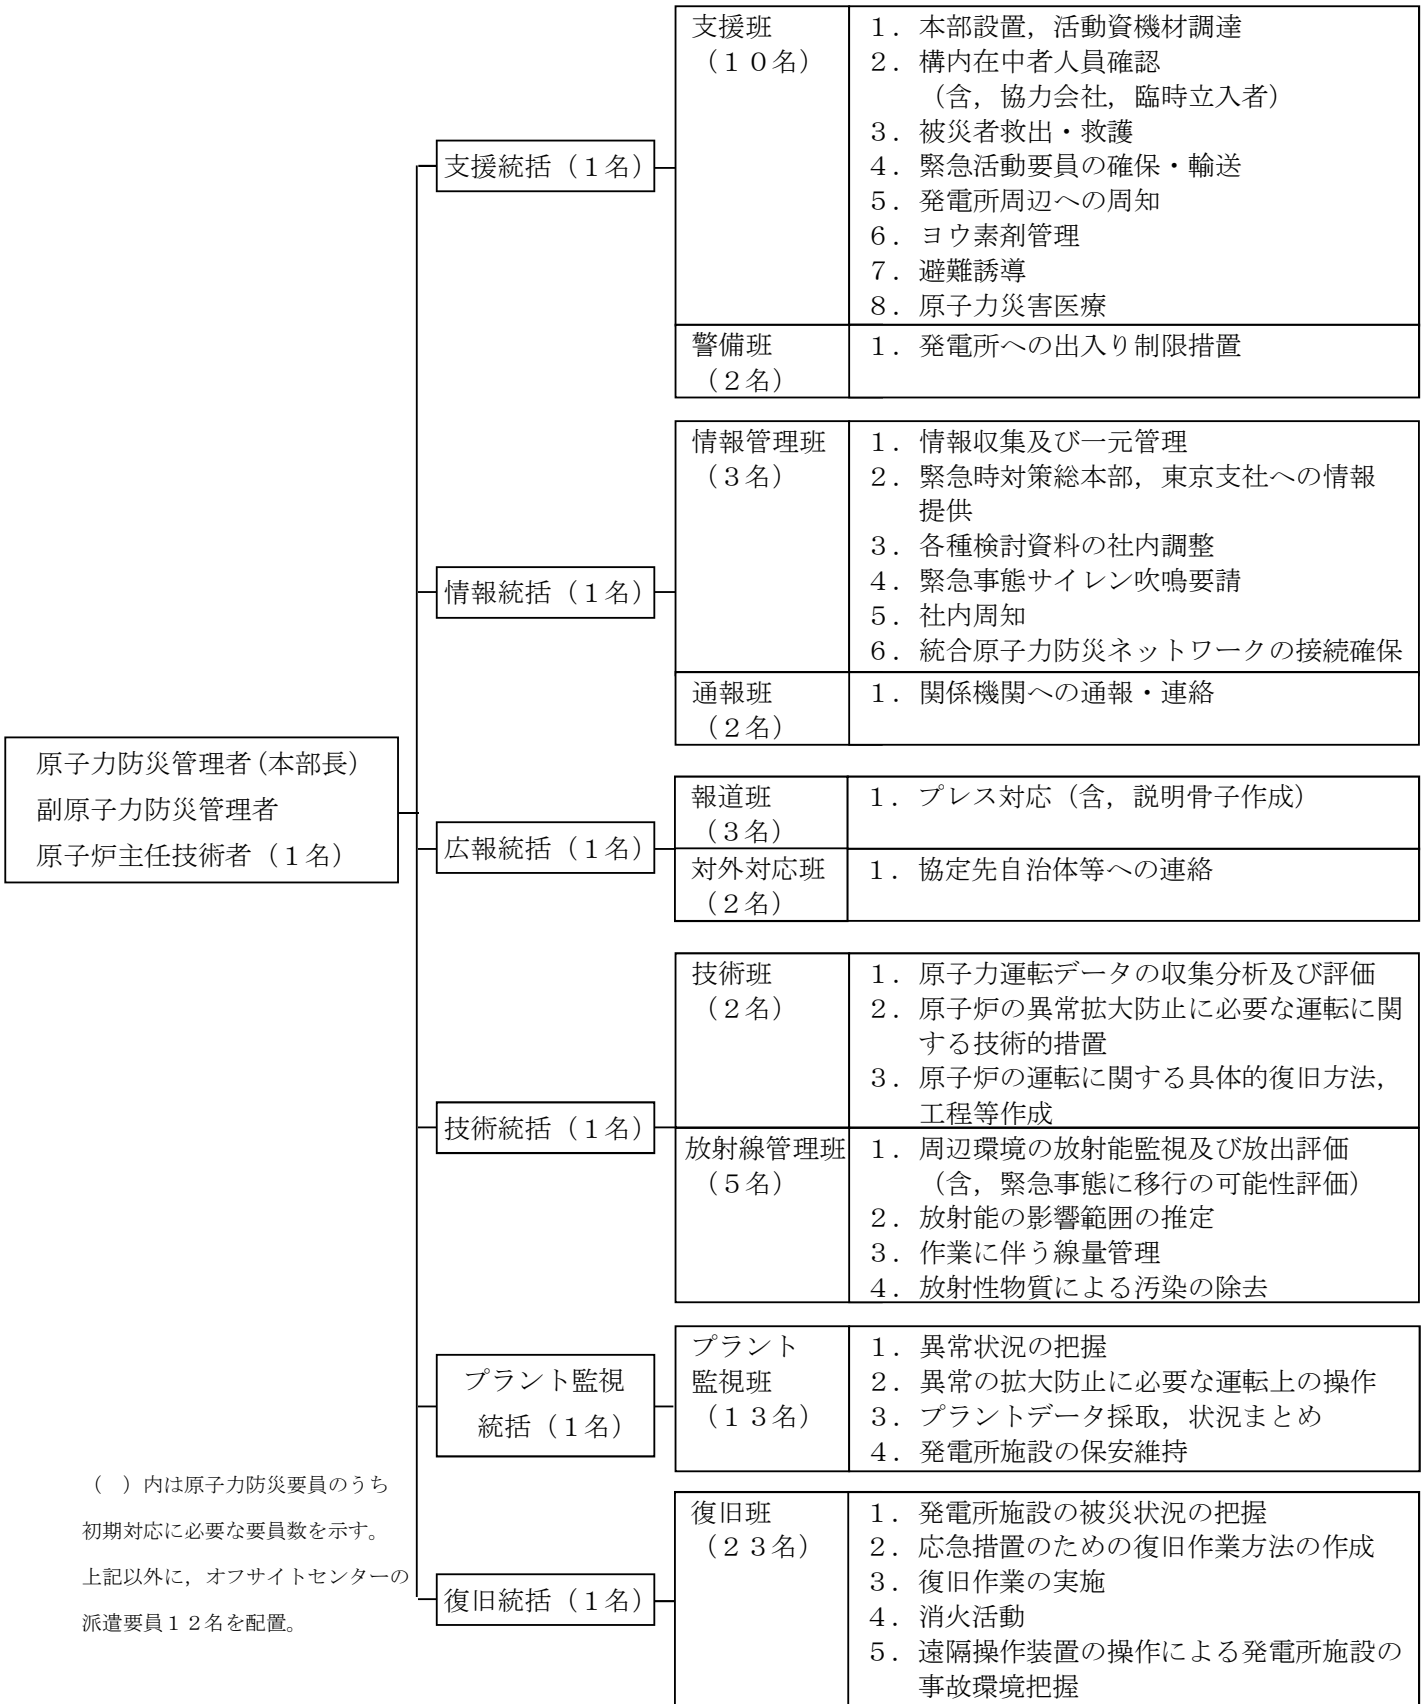 支援班
（１０名）
１．本部設置，活動資機材調達
２．構内在中者人員確認
（含，協力会社，臨時立入者）
３．被災者救出・救護
４．緊急活動要員の確保・輸送
５．発電所周辺への周知
６．ヨウ素剤管理
７．避難誘導
８．原子力災害医療
支援統括（１名）
警備班
（２名）
１．発電所への出入り制限措置
情報管理班
（３名）
１．情報収集及び一元管理
２．緊急時対策総本部，東京支社への情報
提供
３．各種検討資料の社内調整
４．緊急事態サイレン吹鳴要請
５．社内周知
６．統合原子力防災ネットワークの接続確保
情報統括（１名）
通報班
（２名）
１．関係機関への通報・連絡
原子力防災管理者（本部長）
副原子力防災管理者
原子炉主任技術者（１名）
報道班
（３名）
１．プレス対応（含，説明骨子作成）
広報統括（１名）
対外対応班
（２名）
１．協定先自治体等への連絡
技術班
（２名）
１．原子力運転データの収集分析及び評価
２．原子炉の異常拡大防止に必要な運転に関
する技術的措置
３．原子炉の運転に関する具体的復旧方法，
工程等作成
技術統括（１名）
放射線管理班
（５名）
１．周辺環境の放射能監視及び放出評価
（含，緊急事態に移行の可能性評価）
２．放射能の影響範囲の推定
３．作業に伴う線量管理
４．放射性物質による汚染の除去
プラント監視
統括（１名）
プラント
監視班
（１３名）
１．異常状況の把握
２．異常の拡大防止に必要な運転上の操作
３．プラントデータ採取，状況まとめ
４．発電所施設の保安維持
復旧統括（１名）
復旧班
（２３名）
１．発電所施設の被災状況の把握
２．応急措置のための復旧作業方法の作成
３．復旧作業の実施
４．消火活動
５．遠隔操作装置の操作による発電所施設の
事故環境把握
（　）内は原子力防災要員のうち
初期対応に必要な要員数を示す。
上記以外に，オフサイトセンターの
派遣要員１２名を配置。